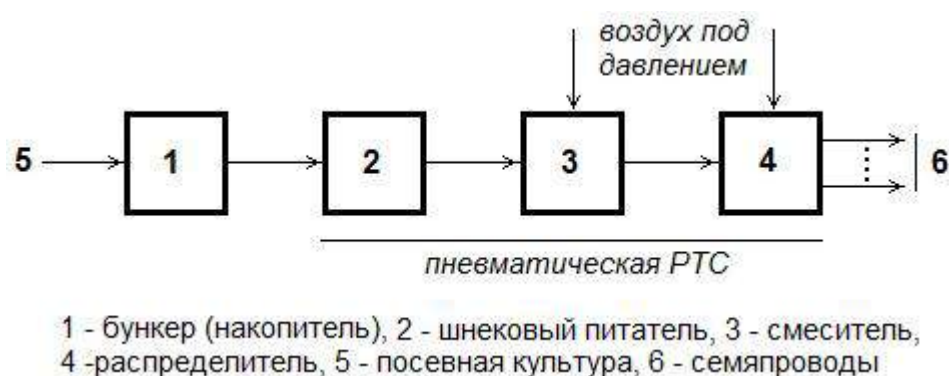 воздух под
давлением
5 1 2 3 4 6
пневматическая РТС
1 - бункер (накопитель), 2 - шнековый питатель, 3 - смеситель,
4 -распределитель, 5 - посевная культура, 6 - семяпроводы